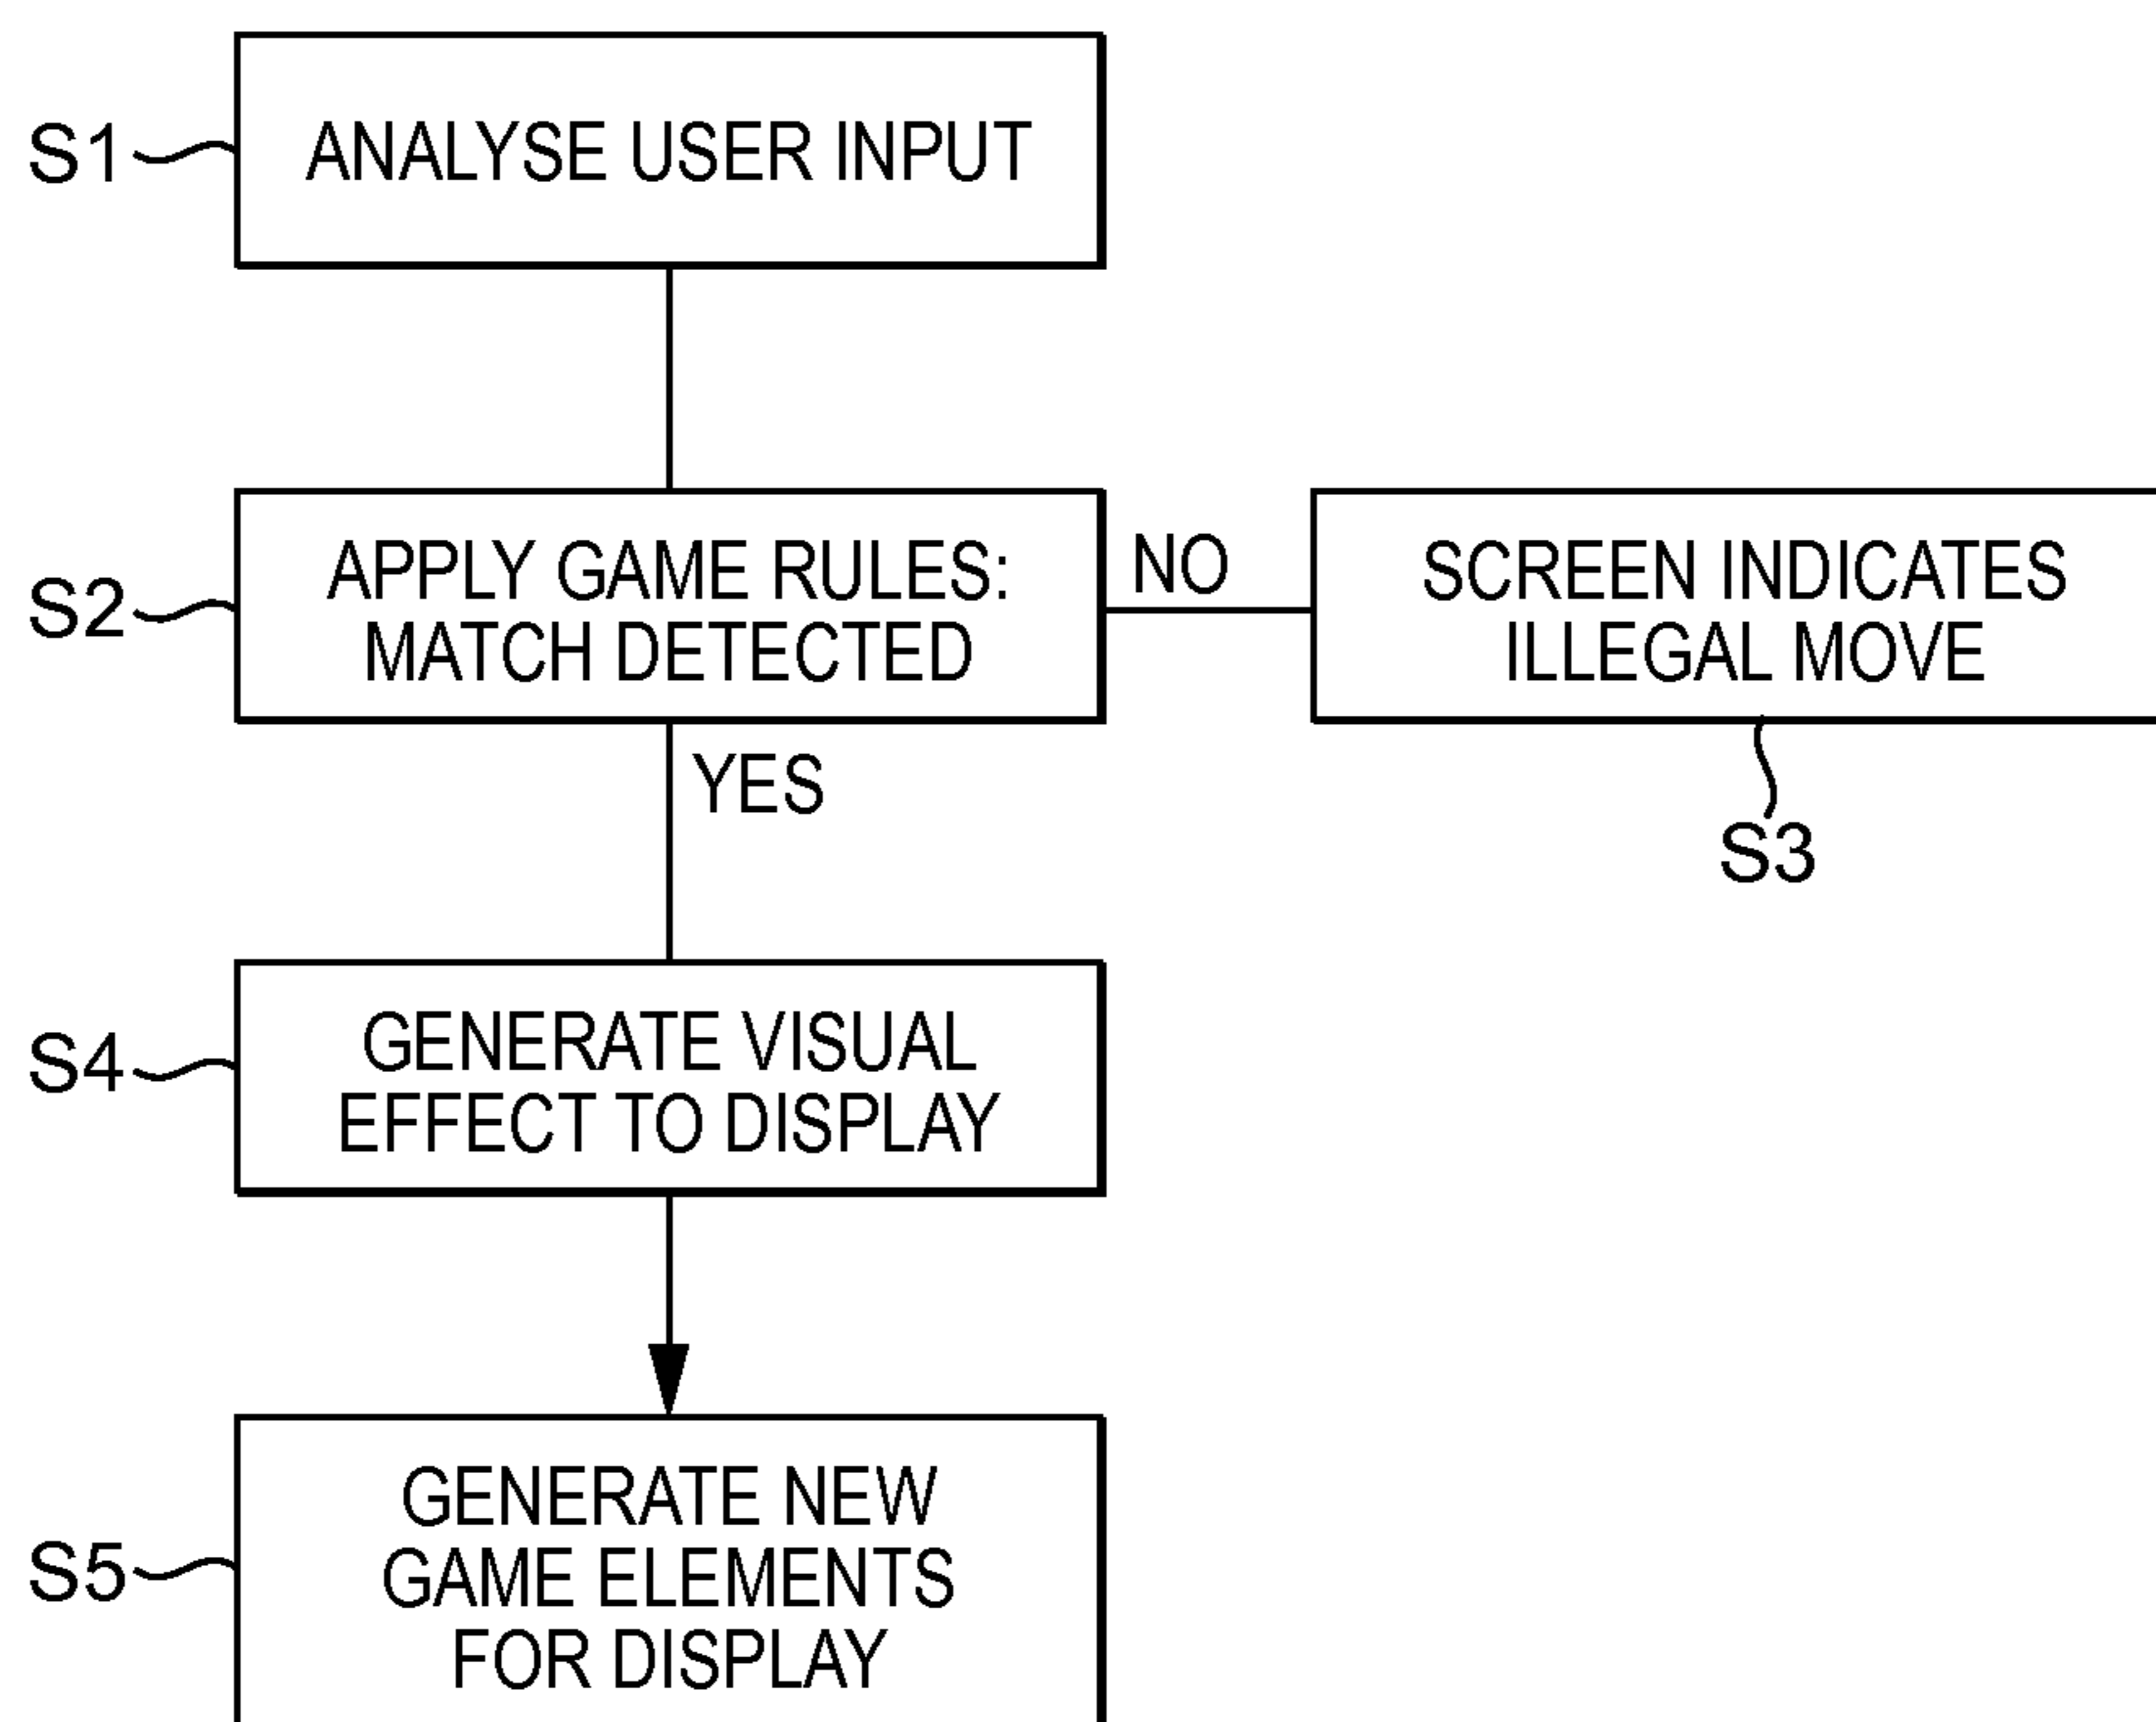 S1
ANALYSE USER INPUT
S2
APPLY GAME RULES:
MATCH DETECTED
NO
SCREEN INDICATES
ILLEGAL MOVE
S3
YES
S4
GENERATE VISUAL
EFFECT TO DISPLAY
S5
GENERATE NEW
GAME ELEMENTS
FOR DISPLAY